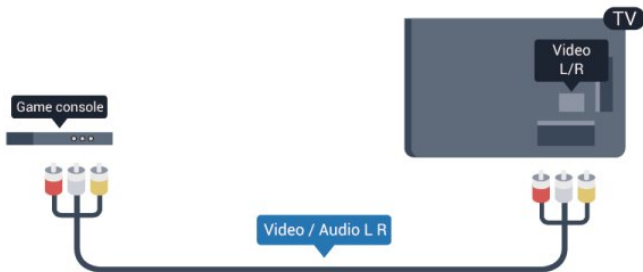 TV
Video
L/R
Game console
Video / Audio L R